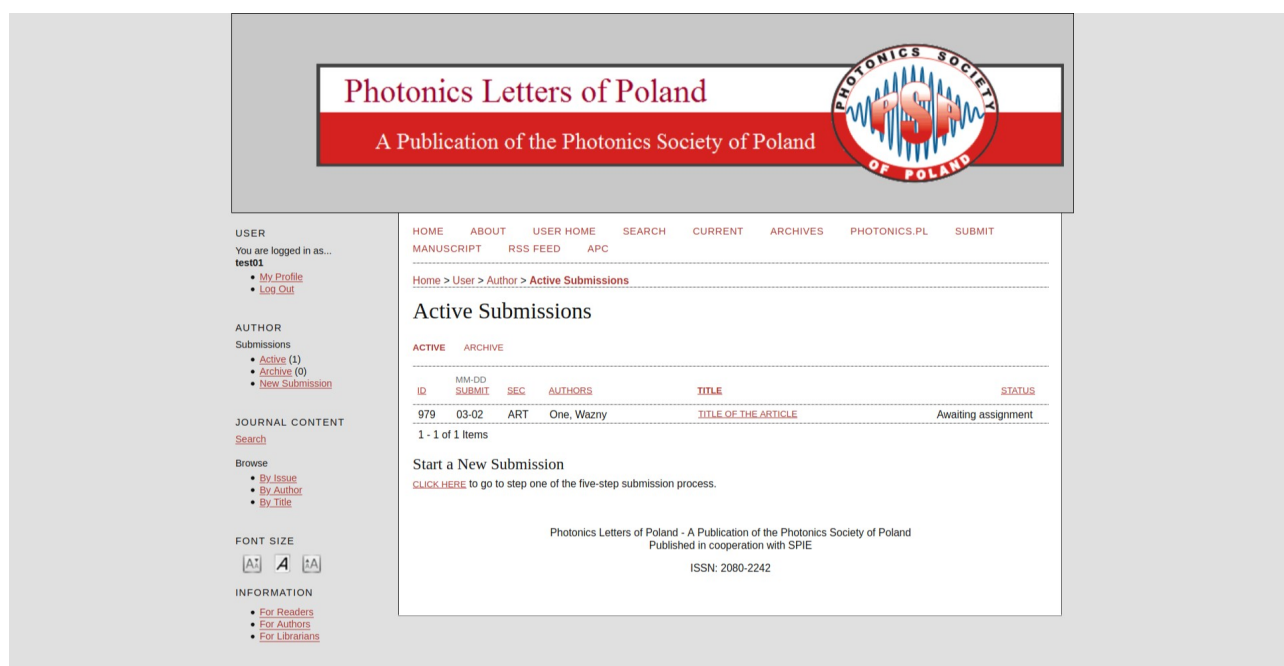 Photonics Letters of Poland
A Publication of the Photonics Society of Poland
PHOTONICS SOCIETY
PSP
OF POLAND
USER
You are logged in as...
test01
My Profile
Log Out
AUTHOR
Submissions
Active (1)
Archive (0)
New Submission
JOURNAL CONTENT
Search
Browse
By Issue
By Author
By Title
FONT SIZE
A A A
INFORMATION
For Readers
For Authors
For Librarians
HOME ABOUT USER HOME SEARCH CURRENT ARCHIVES PHOTONICS.PL SUBMIT
MANUSCRIPT RSS FEED APC
Home > User > Author > Active Submissions
Active Submissions
ACTIVE ARCHIVE
MM-DD
ID SUBMIT SEC AUTHORS TITLE STATUS
979 03-02 ART One, Wazny TITLE OF THE ARTICLE Awaiting assignment
1 - 1 of 1 Items
Start a New Submission
CLICK HERE to go to step one of the five-step submission process.
Photonics Letters of Poland - A Publication of the Photonics Society of Poland
Published in cooperation with SPIE
ISSN: 2080-2242